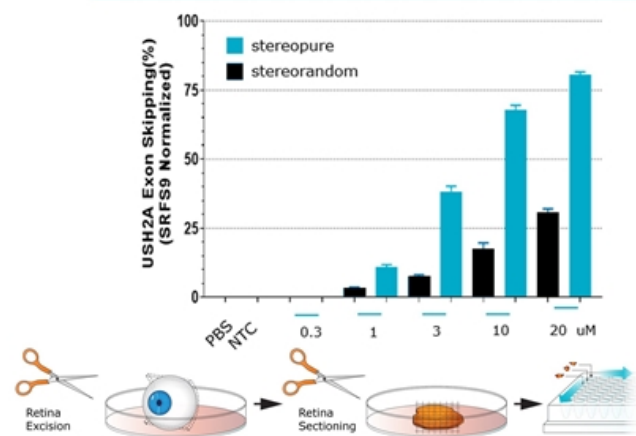 USH2A Exon Skipping(%)
(SRFS9 Normalized)
100
75
50
25
0
stereopure
stereorandom
PBS
NTC
0.3
1
3
10
20 uM
Retina
Excision
Retina
Sectioning